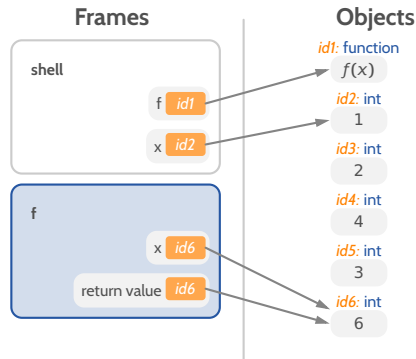 Frames
shell
f id1
x id2
f
x id6
return value id6
Objects
id1: function
f(x)
id2: int
1
id3: int
2
id4: int
4
id5: int
3
id6: int
6